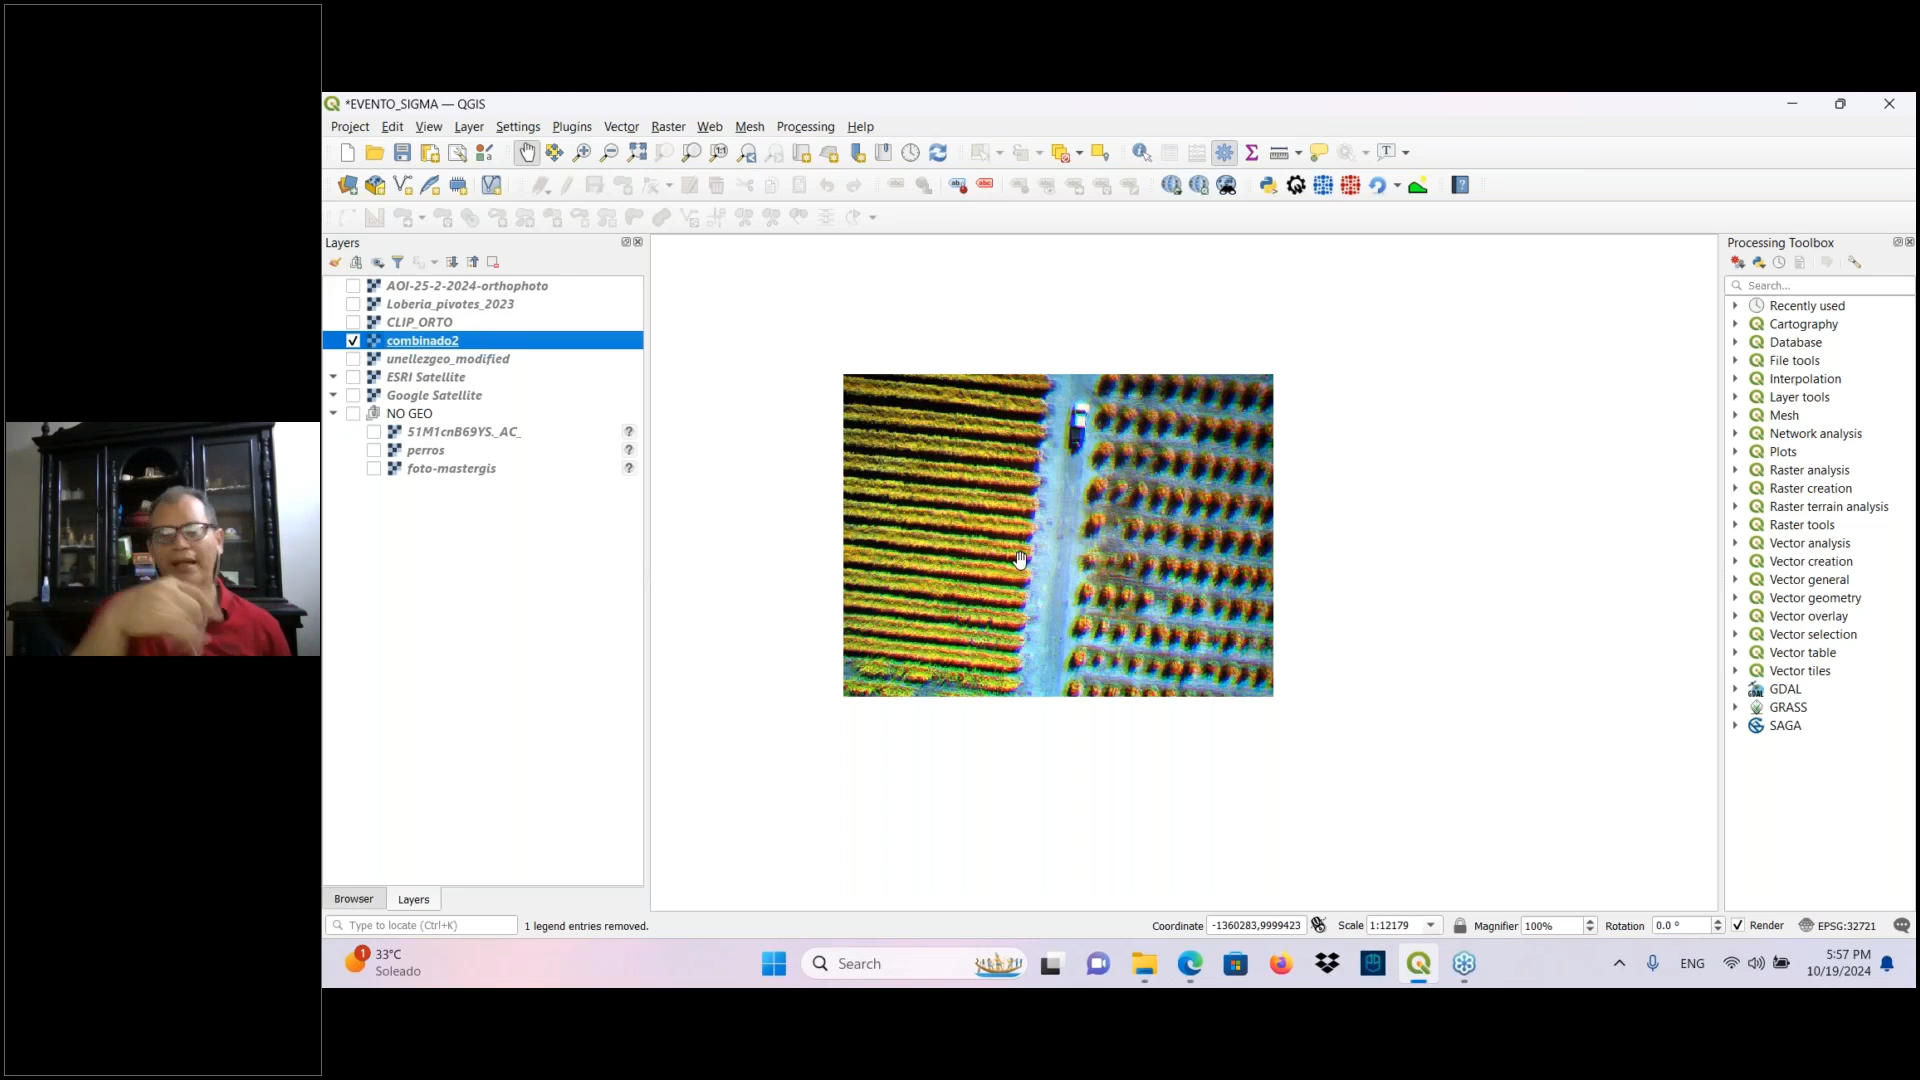 *EVENTO_SIGMA — QGIS
Project Edit View Layer Settings Plugins Vector Raster Web Mesh Processing Help
Layers
AOI-25-2-2024-orthophoto
Loberia_pivotes_2023
CLIP_ORTO
combinado2
unellezgeo_modified
ESRI Satellite
Google Satellite
NO GEO
51M1cnB69YS._AC_
perros
foto-mastergis
Browser Layers
Processing Toolbox
Search...
Recently used
Cartography
Database
File tools
Interpolation
Layer tools
Mesh
Network analysis
Plots
Raster analysis
Raster creation
Raster terrain analysis
Raster tools
Vector analysis
Vector creation
Vector general
Vector geometry
Vector overlay
Vector selection
Vector table
Vector tiles
GDAL
GRASS
SAGA
Type to locate (Ctrl+K) 1 legend entries removed. Coordinate -1360283,9999423 Scale 1:12179 Magnifier 100% Rotation 0.0 ° Render EPSG:32721
1 33°C
Soleado
Search
ENG
5:57 PM
10/19/2024